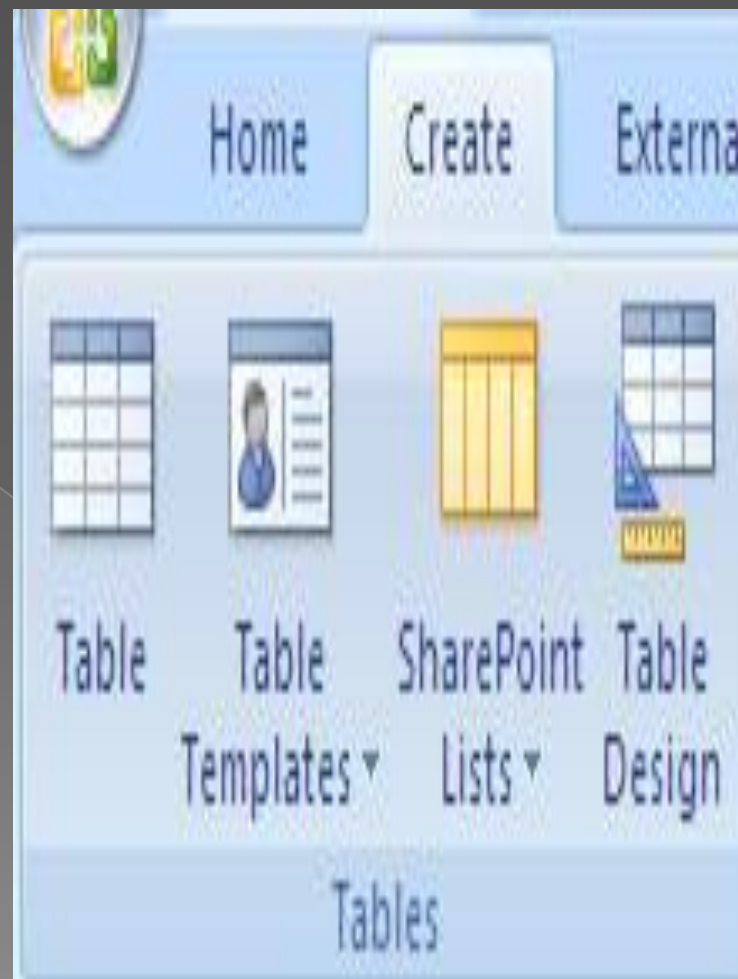 Home Create Externa
Table Table SharePoint Table
Templates Lists Design
Tables